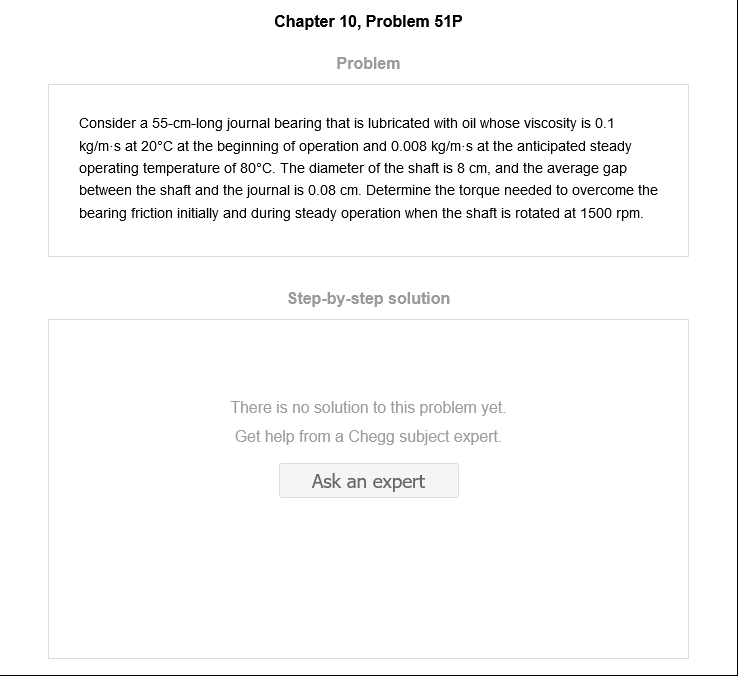 Chapter 10, Problem 51P
Problem
Consider a 55-cm-long journal bearing that is lubricated with oil whose viscosity is 0.1
kg/m·s at 20°C at the beginning of operation and 0.008 kg/m·s at the anticipated steady
operating temperature of 80°C. The diameter of the shaft is 8 cm, and the average gap
between the shaft and the journal is 0.08 cm. Determine the torque needed to overcome the
bearing friction initially and during steady operation when the shaft is rotated at 1500 rpm.
Step-by-step solution
There is no solution to this problem yet.
Get help from a Chegg subject expert.
Ask an expert